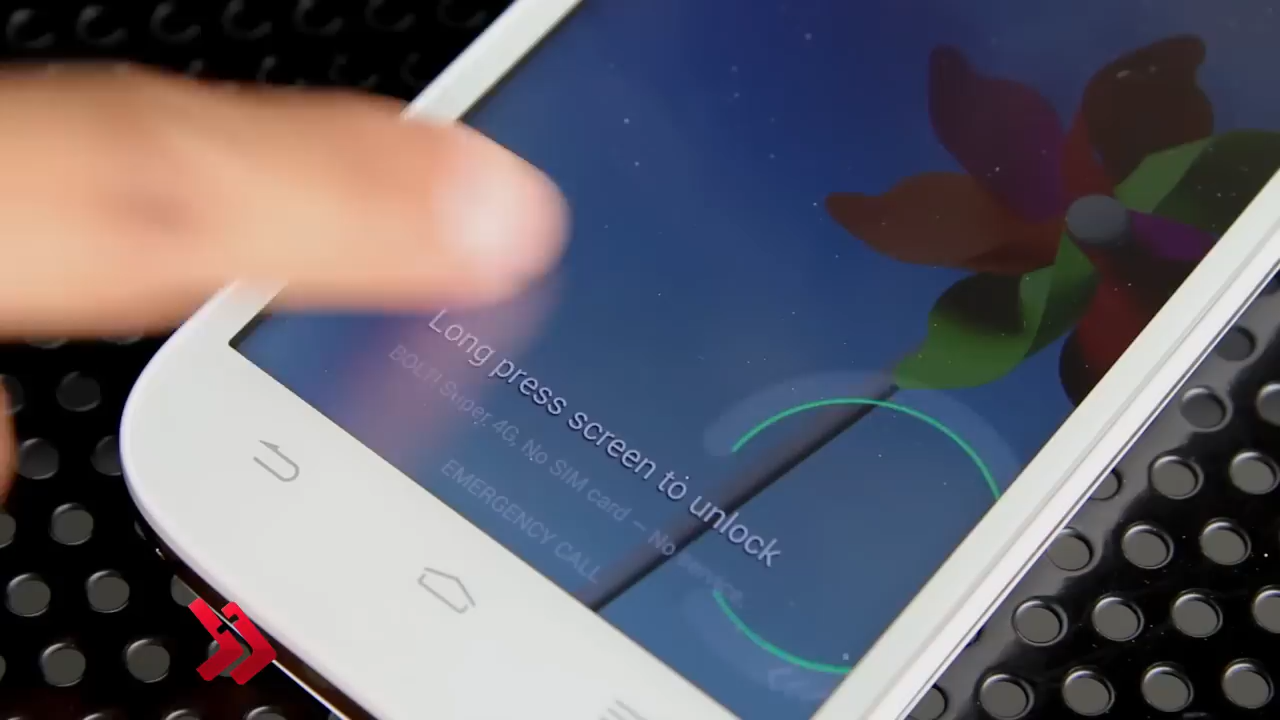 Long press screen to unlock
BOLT! Super 4G, No SIM card – No service.
EMERGENCY CALL